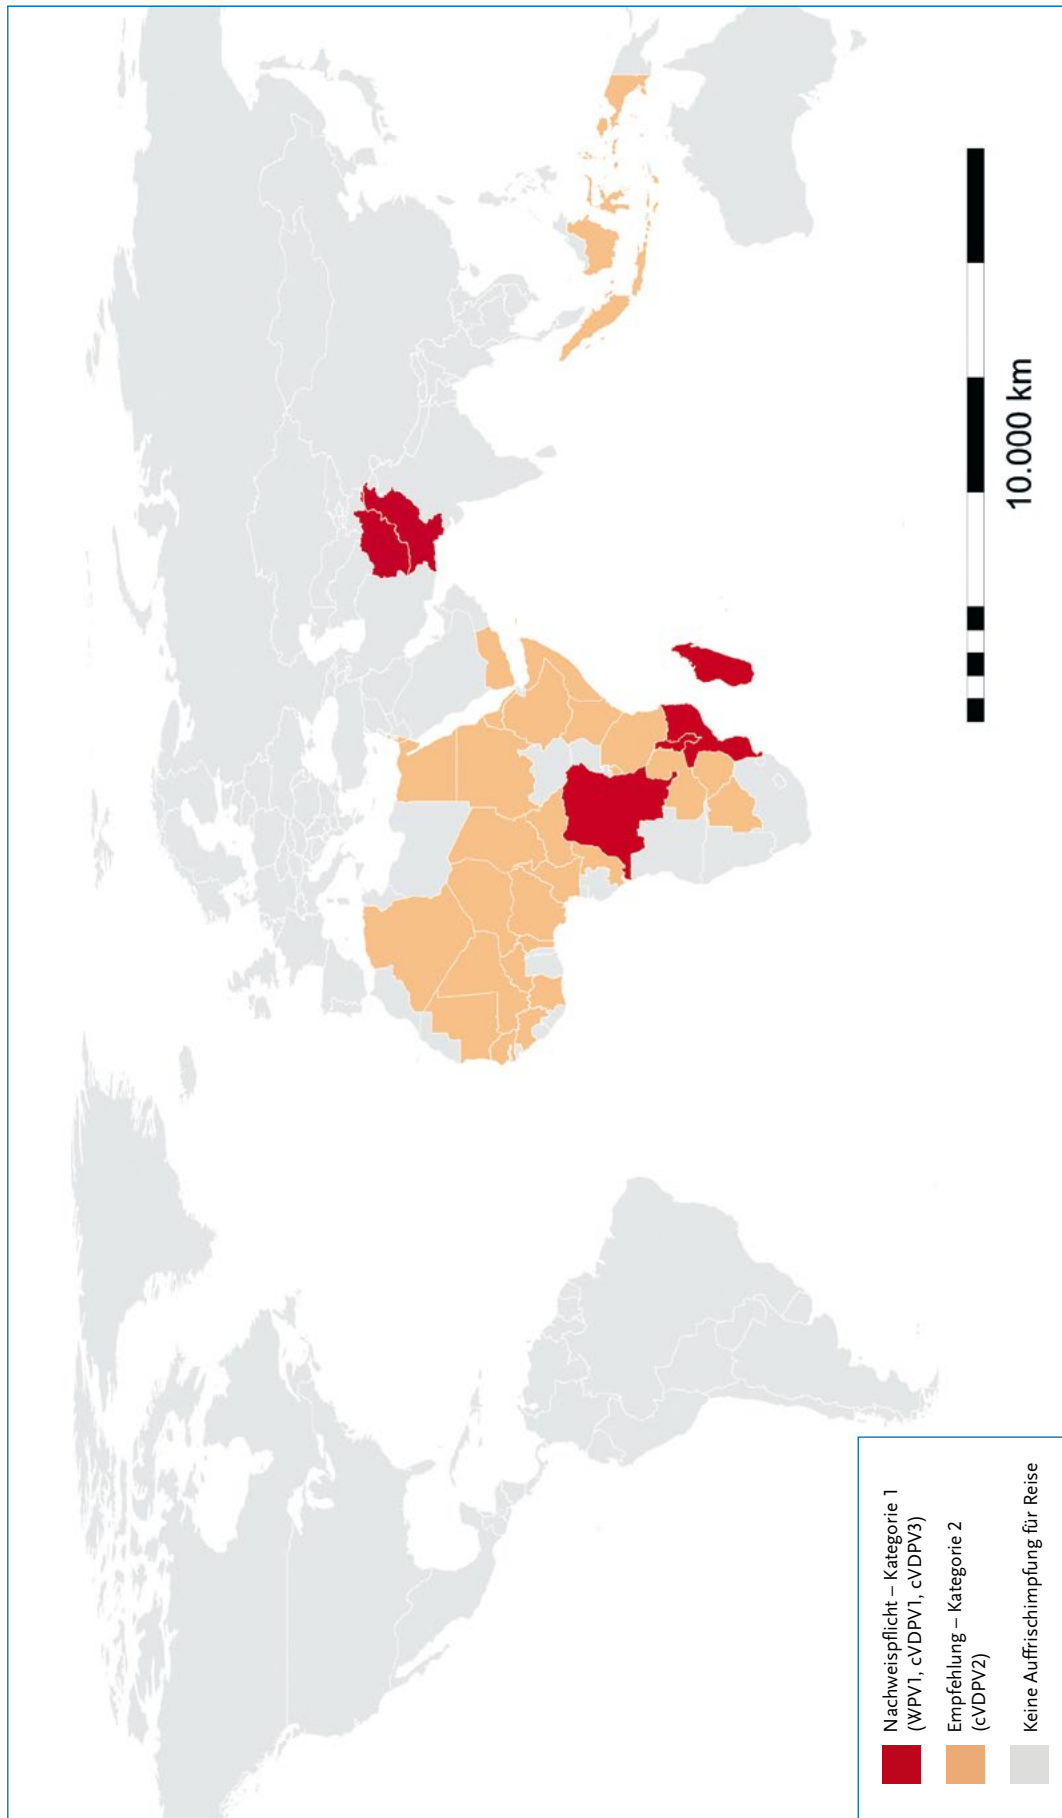 10.000 km
Nachweispflicht – Kategorie 1
(WPV1, cVDPV1, cVDPV3)
Empfehlung – Kategorie 2
(cVDPV2)
Keine Auffrischimpfung für Reise